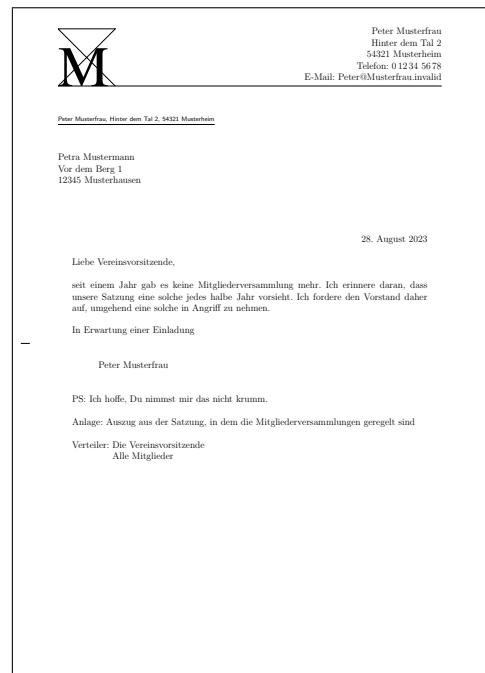 M
Peter Musterfrau
Hinter dem Tal 2
54321 Musterheim
Telefon: 0 12 34 56 78
E-Mail: Peter@Musterfrau.invalid
Peter Musterfrau, Hinter dem Tal 2, 54321 Musterheim
Petra Mustermann
Vor dem Berg 1
12345 Musterhausen
28. August 2023
Liebe Vereinsvorsitzende,
seit einem Jahr gab es keine Mitgliederversammlung mehr. Ich erinnere daran, dass
unsere Satzung eine solche jedes halbe Jahr vorsieht. Ich fordere den Vorstand daher
auf, umgehend eine solche in Angriff zu nehmen.
In Erwartung einer Einladung
Peter Musterfrau
PS: Ich hoffe, Du nimmst mir das nicht krumm.
Anlage: Auszug aus der Satzung, in dem die Mitgliederversammlungen geregelt sind
Verteiler: Die Vereinsvorsitzende
Alle Mitglieder